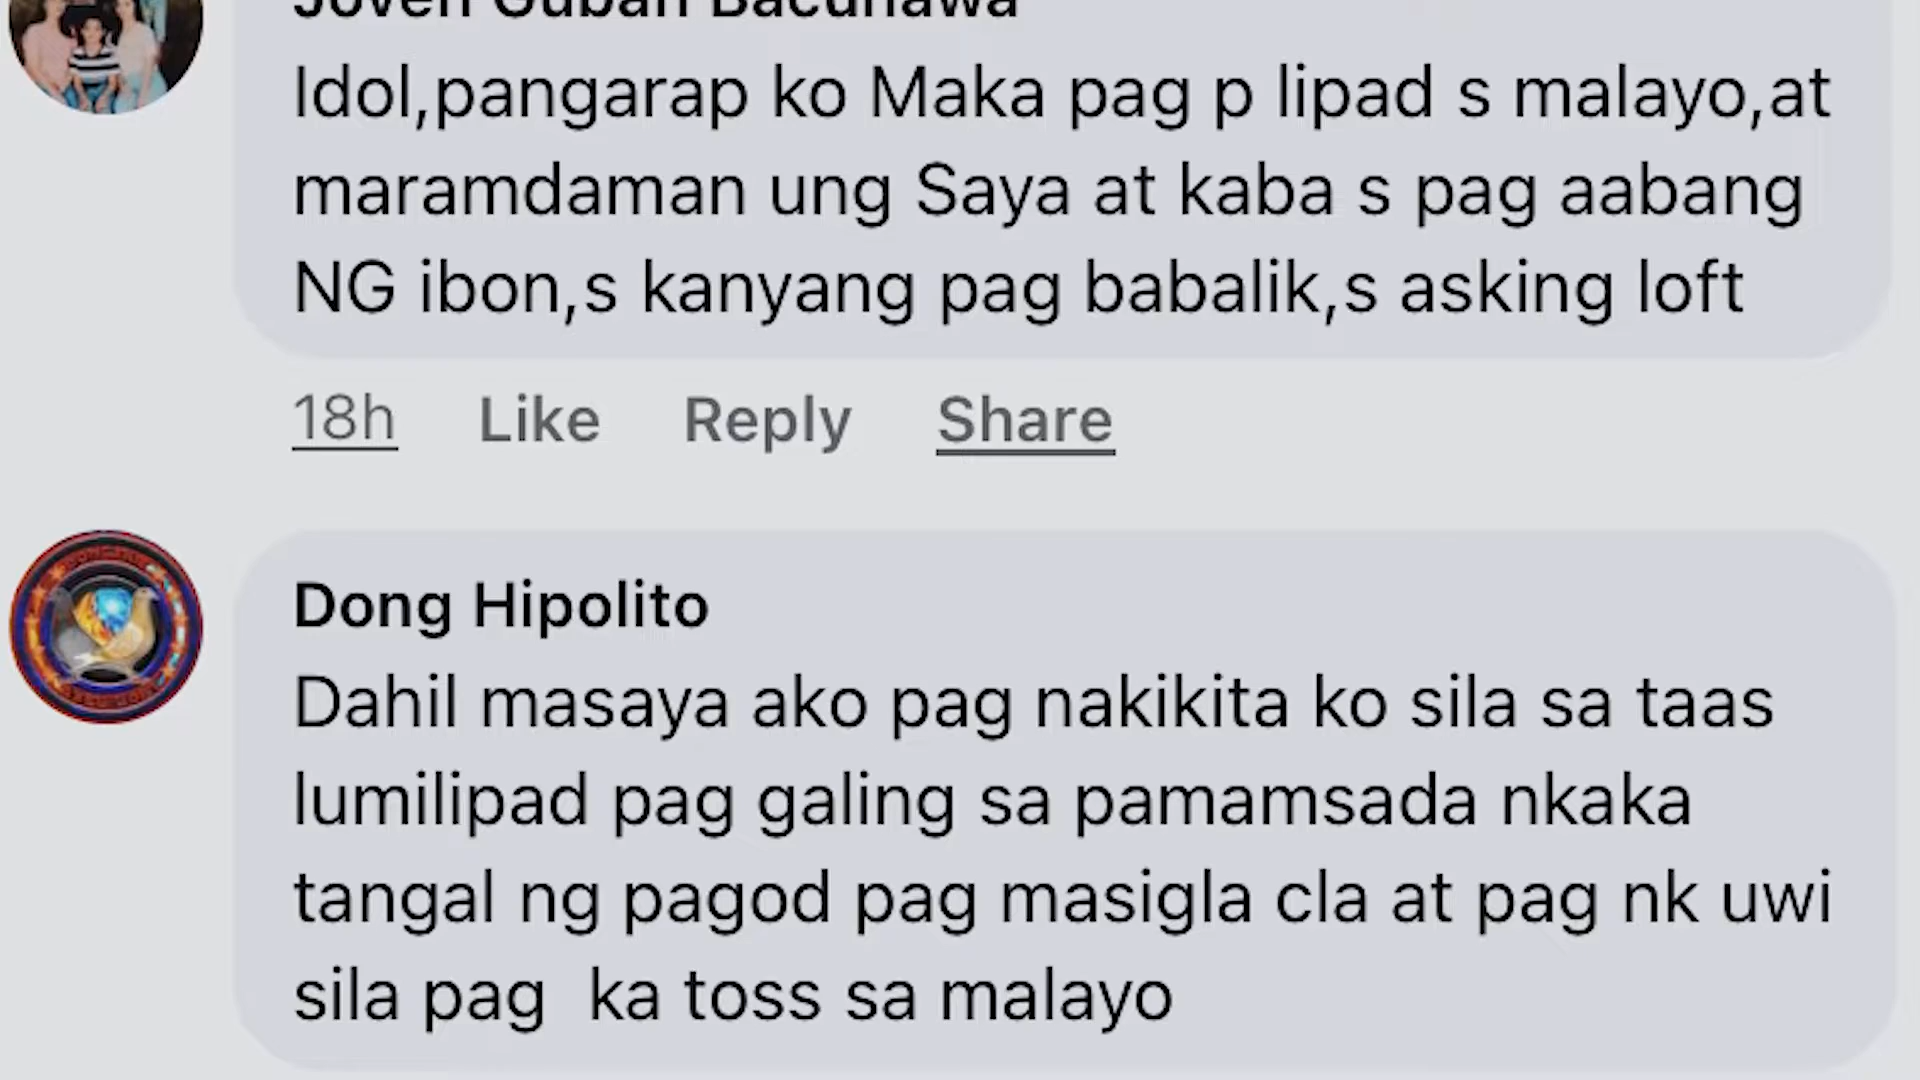 Joven Guban Bacunawa
Idol,pangarap ko Maka pag p lipad s malayo,at
maramdaman ung Saya at kaba s pag aabang
NG ibon,s kanyang pag babalik,s asking loft
18h Like Reply Share
Dong Hipolito
Dahil masaya ako pag nakikita ko sila sa taas
lumilipad pag galing sa pamamsada nkaka
tangal ng pagod pag masigla cla at pag nk uwi
sila pag ka toss sa malayo